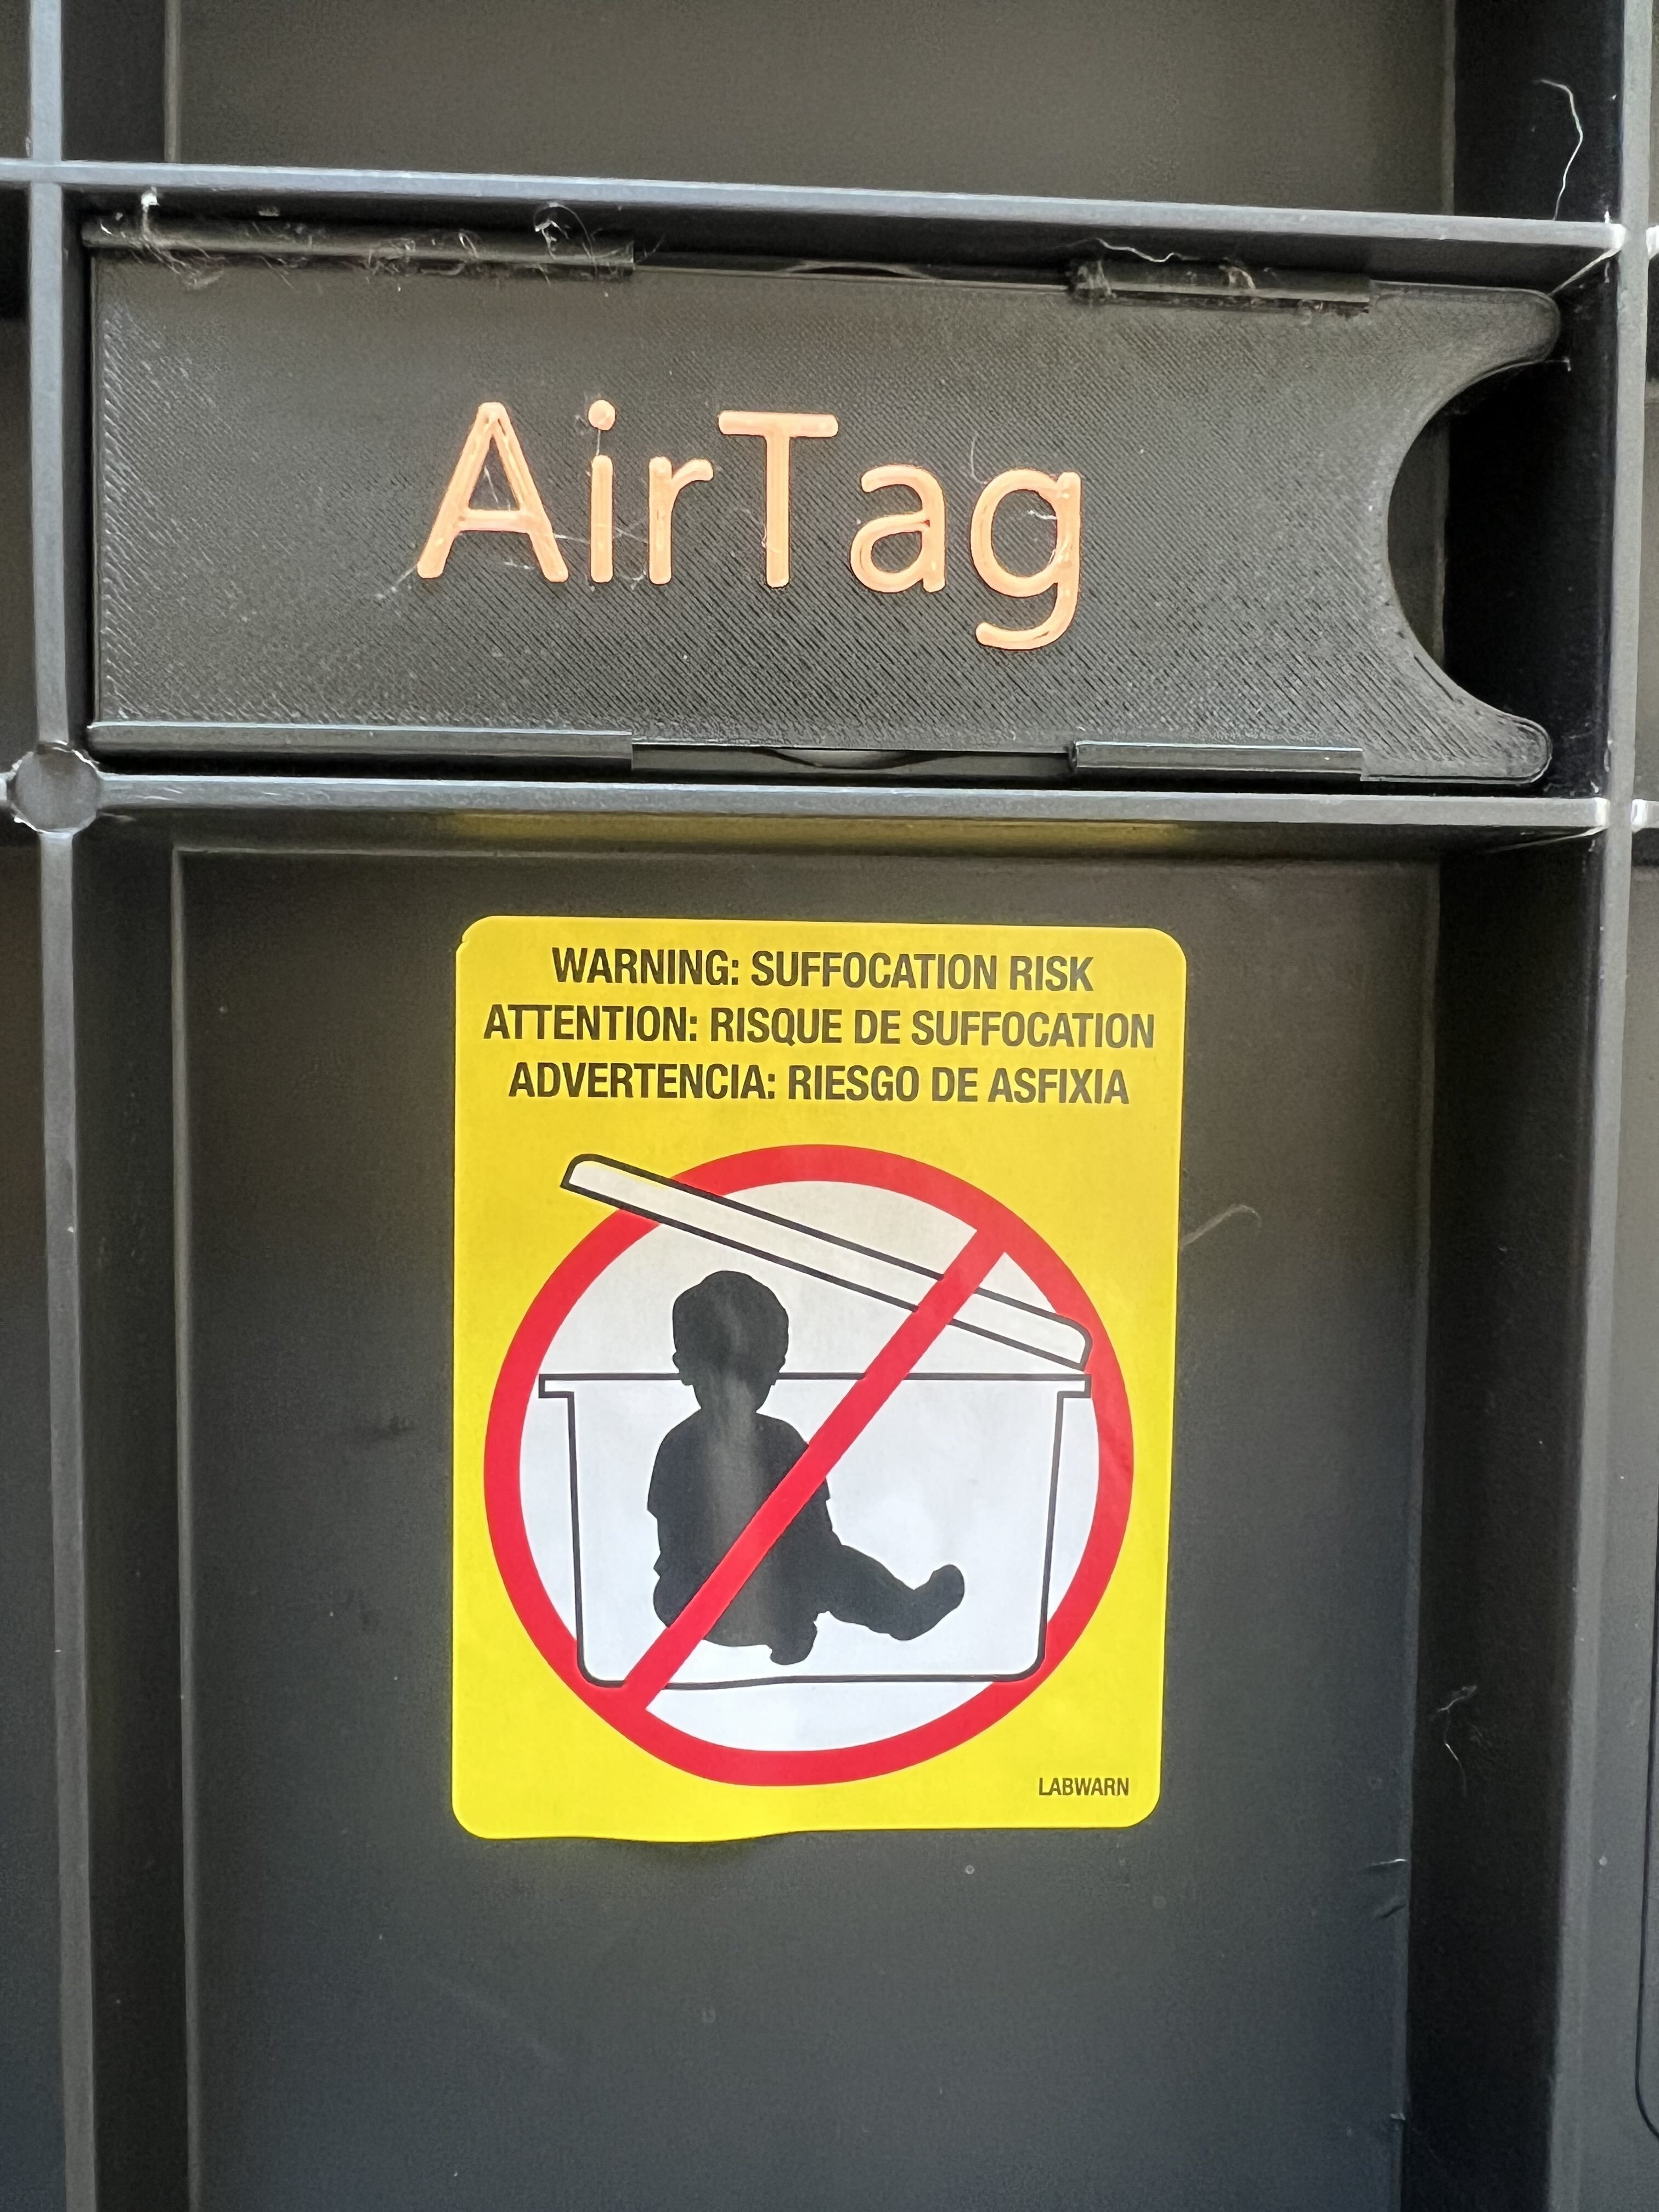 AirTag
WARNING: SUFFOCATION RISK
ATTENTION: RISQUE DE SUFFOCATION
ADVERTENCIA: RIESGO DE ASFIXIA
LABWARN